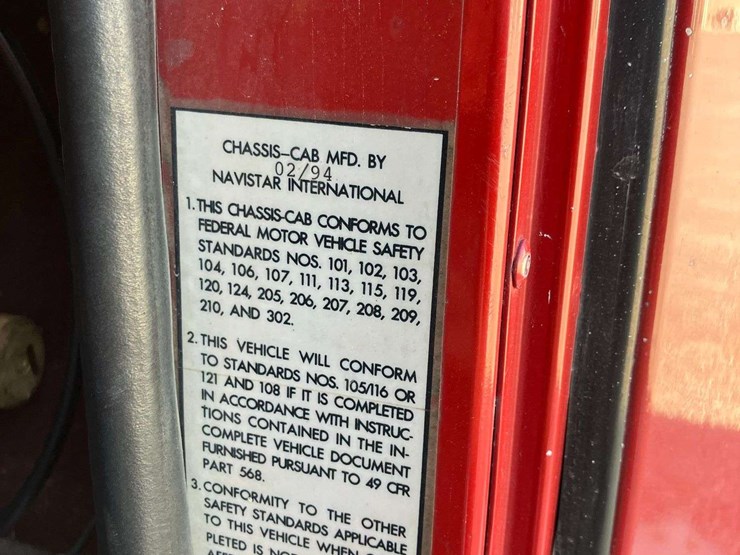 CHASSIS-CAB MFD. BY
02/94
NAVISTAR INTERNATIONAL
1. THIS CHASSIS-CAB CONFORMS TO
FEDERAL MOTOR VEHICLE SAFETY
STANDARDS NOS. 101, 102, 103,
104, 106, 107, 111, 113, 115, 119,
120, 124, 205, 206, 207, 208, 209,
210, AND 302.
2. THIS VEHICLE WILL CONFORM
TO STANDARDS NOS. 105/116 OR
121 AND 108 IF IT IS COMPLETED
IN ACCORDANCE WITH INSTRUC-
TIONS CONTAINED IN THE IN-
COMPLETE VEHICLE DOCUMENT
FURNISHED PURSUANT TO 49 CFR
PART 568.
3. CONFORMITY TO THE OTHER
SAFETY STANDARDS APPLICABLE
TO THIS VEHICLE WHEN
PLETED IS